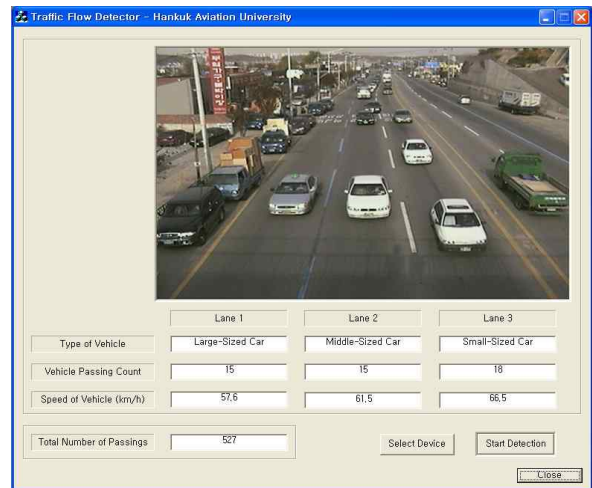 Traffic Flow Detector - Hankuk Aviation University
Lane 1 Lane 2 Lane 3
Type of Vehicle Large-Sized Car Middle-Sized Car Small-Sized Car
Vehicle Passing Count 15 15 18
Speed of Vehicle (km/h) 57,6 61,5 66,5
Total Number of Passings 527 Select Device Start Detection
Close